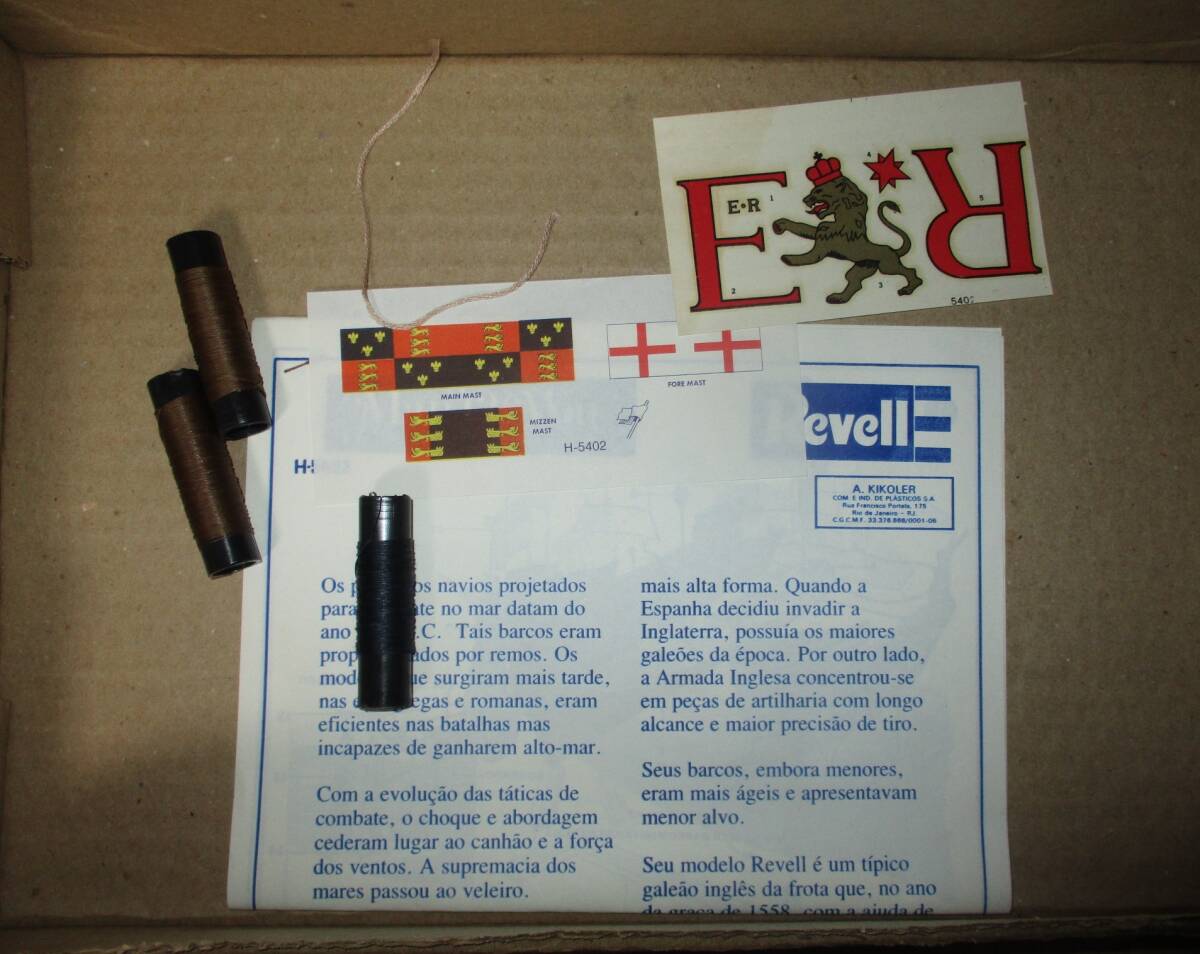 E
E•R
1
2
3
4
5
R
5402
MAIN MAST
FORE MAST
MIZZEN
MAST
H-5402
H-
Revell
A. KIKOLER
COM. E IND. DE PLÁSTICOS S.A.
Rua Francisco Portela, 175
Rio de Janeiro - RJ.
C.G.C.M.F. 33.376.868/0001-06
Os p os navios projetados
para ate no mar datam do
ano .C. Tais barcos eram
prop ados por remos. Os
mod ue surgiram mais tarde,
nas e egas e romanas, eram
eficientes nas batalhas mas
incapazes de ganharem alto-mar.
Com a evolução das táticas de
combate, o choque e abordagem
cederam lugar ao canhão e a força
dos ventos. A supremacia dos
mares passou ao veleiro.
mais alta forma. Quando a
Espanha decidiu invadir a
Inglaterra, possuía os maiores
galeões da época. Por outro lado,
a Armada Inglesa concentrou-se
em peças de artilharia com longo
alcance e maior precisão de tiro.
Seus barcos, embora menores,
eram mais ágeis e apresentavam
menor alvo.
Seu modelo Revell é um típico
galeão inglês da frota que, no ano
da graça de 1558, com a ajuda de